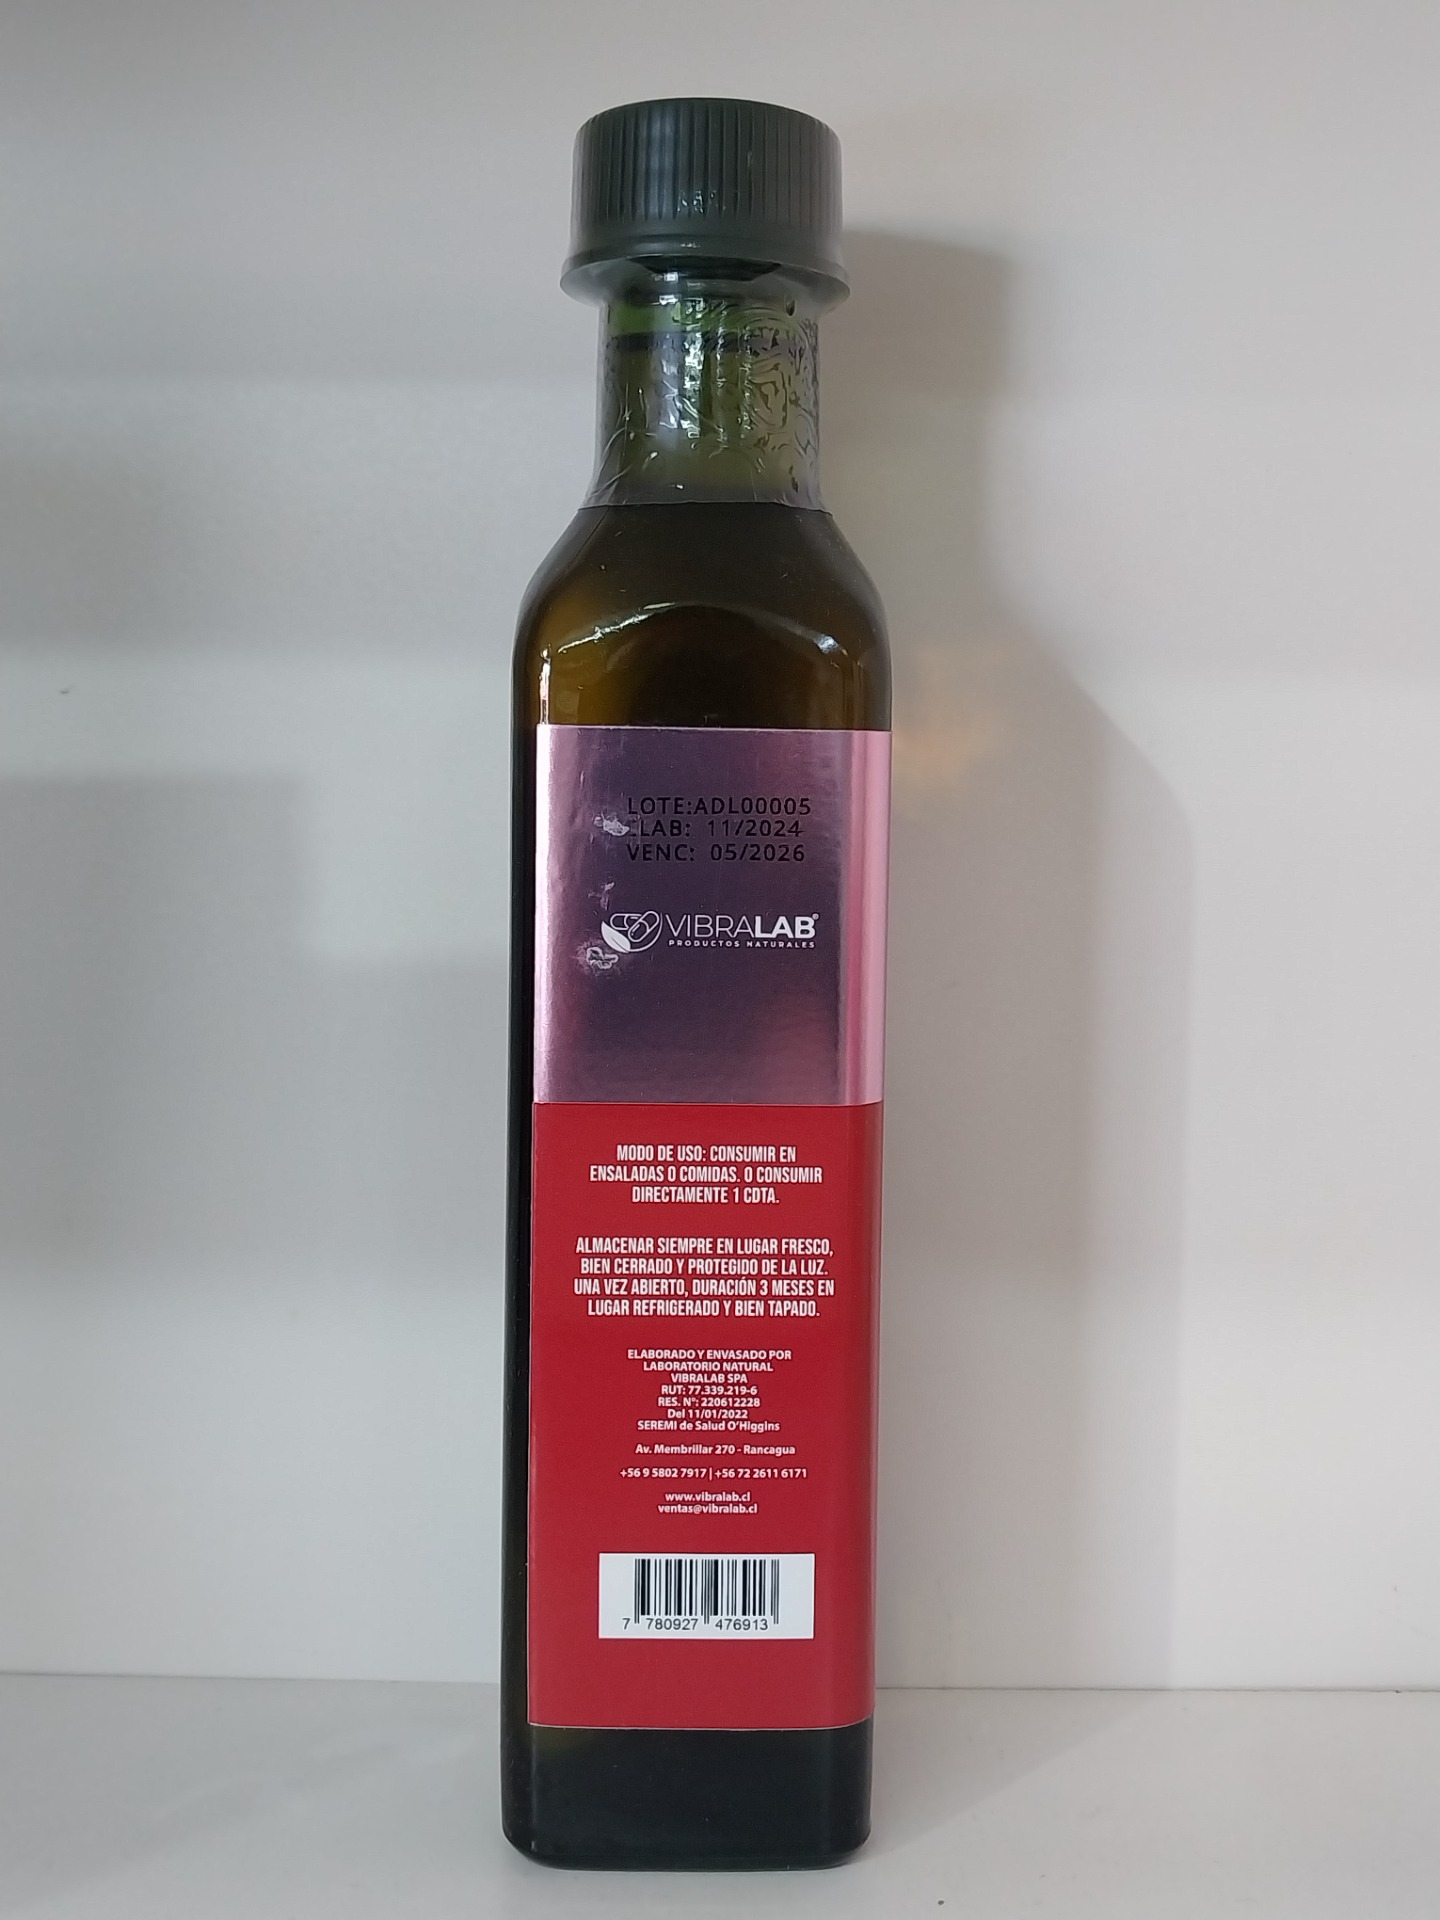 LOTE:ADL00005
ELAB: 11/2024
VENC: 05/2026
VIBRALAB®
PRODUCTOS NATURALES
MODO DE USO: CONSUMIR EN
ENSALADAS O COMIDAS. O CONSUMIR
DIRECTAMENTE 1 CDTA.
ALMACENAR SIEMPRE EN LUGAR FRESCO,
BIEN CERRADO Y PROTEGIDO DE LA LUZ.
UNA VEZ ABIERTO, DURACIÓN 3 MESES EN
LUGAR REFRIGERADO Y BIEN TAPADO.
ELABORADO Y ENVASADO POR
LABORATORIO NATURAL
VIBRALAB SPA
RUT: 77.339.219-6
RES. N°: 220612228
Del 11/01/2022
SEREMI de Salud O'Higgins
Av. Membrillar 270 - Rancagua
+56 9 5802 7917 | +56 72 2611 6171
www.vibralab.cl
ventas@vibralab.cl
7 780927 476913